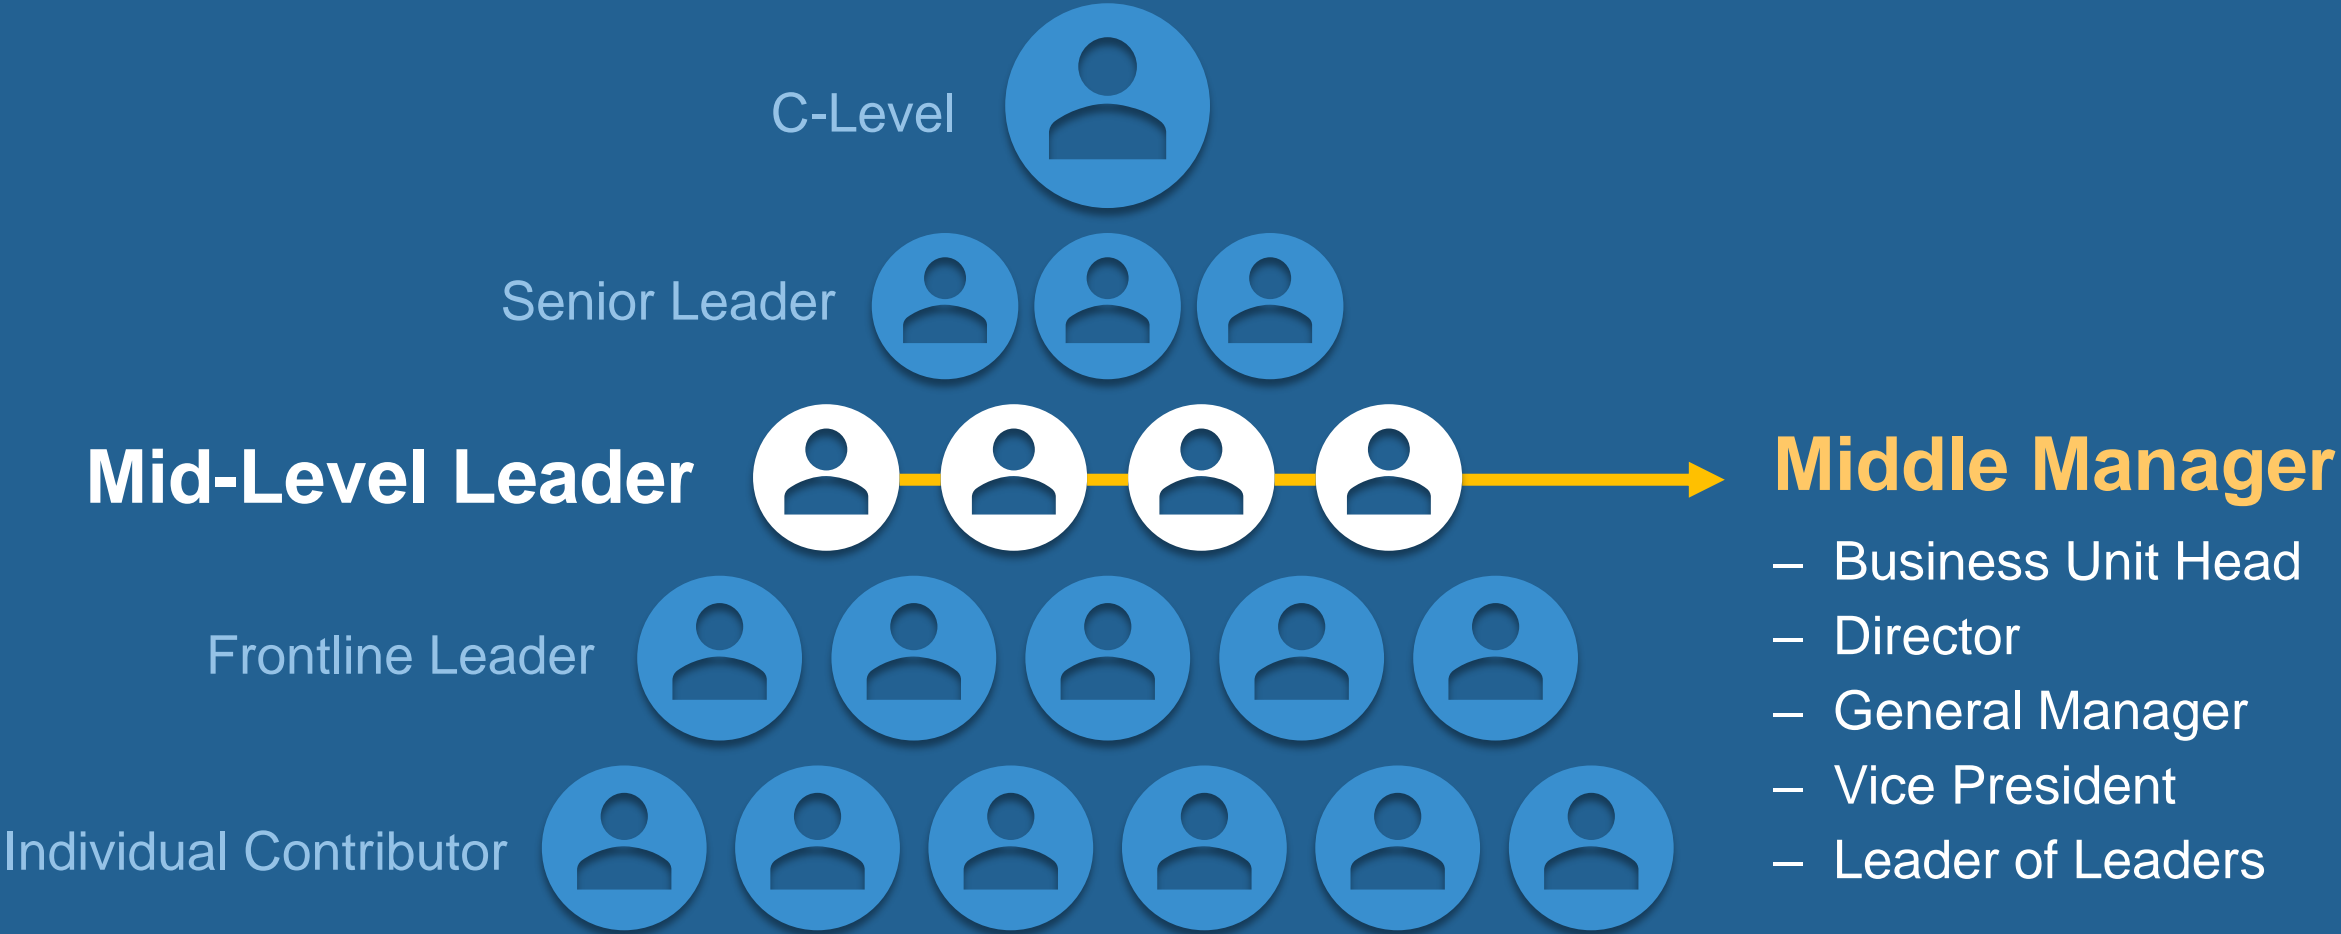 C-Level
Senior Leader
Mid-Level Leader
Frontline Leader
Individual Contributor
Middle Manager
– Business Unit Head
– Director
– General Manager
– Vice President
– Leader of Leaders